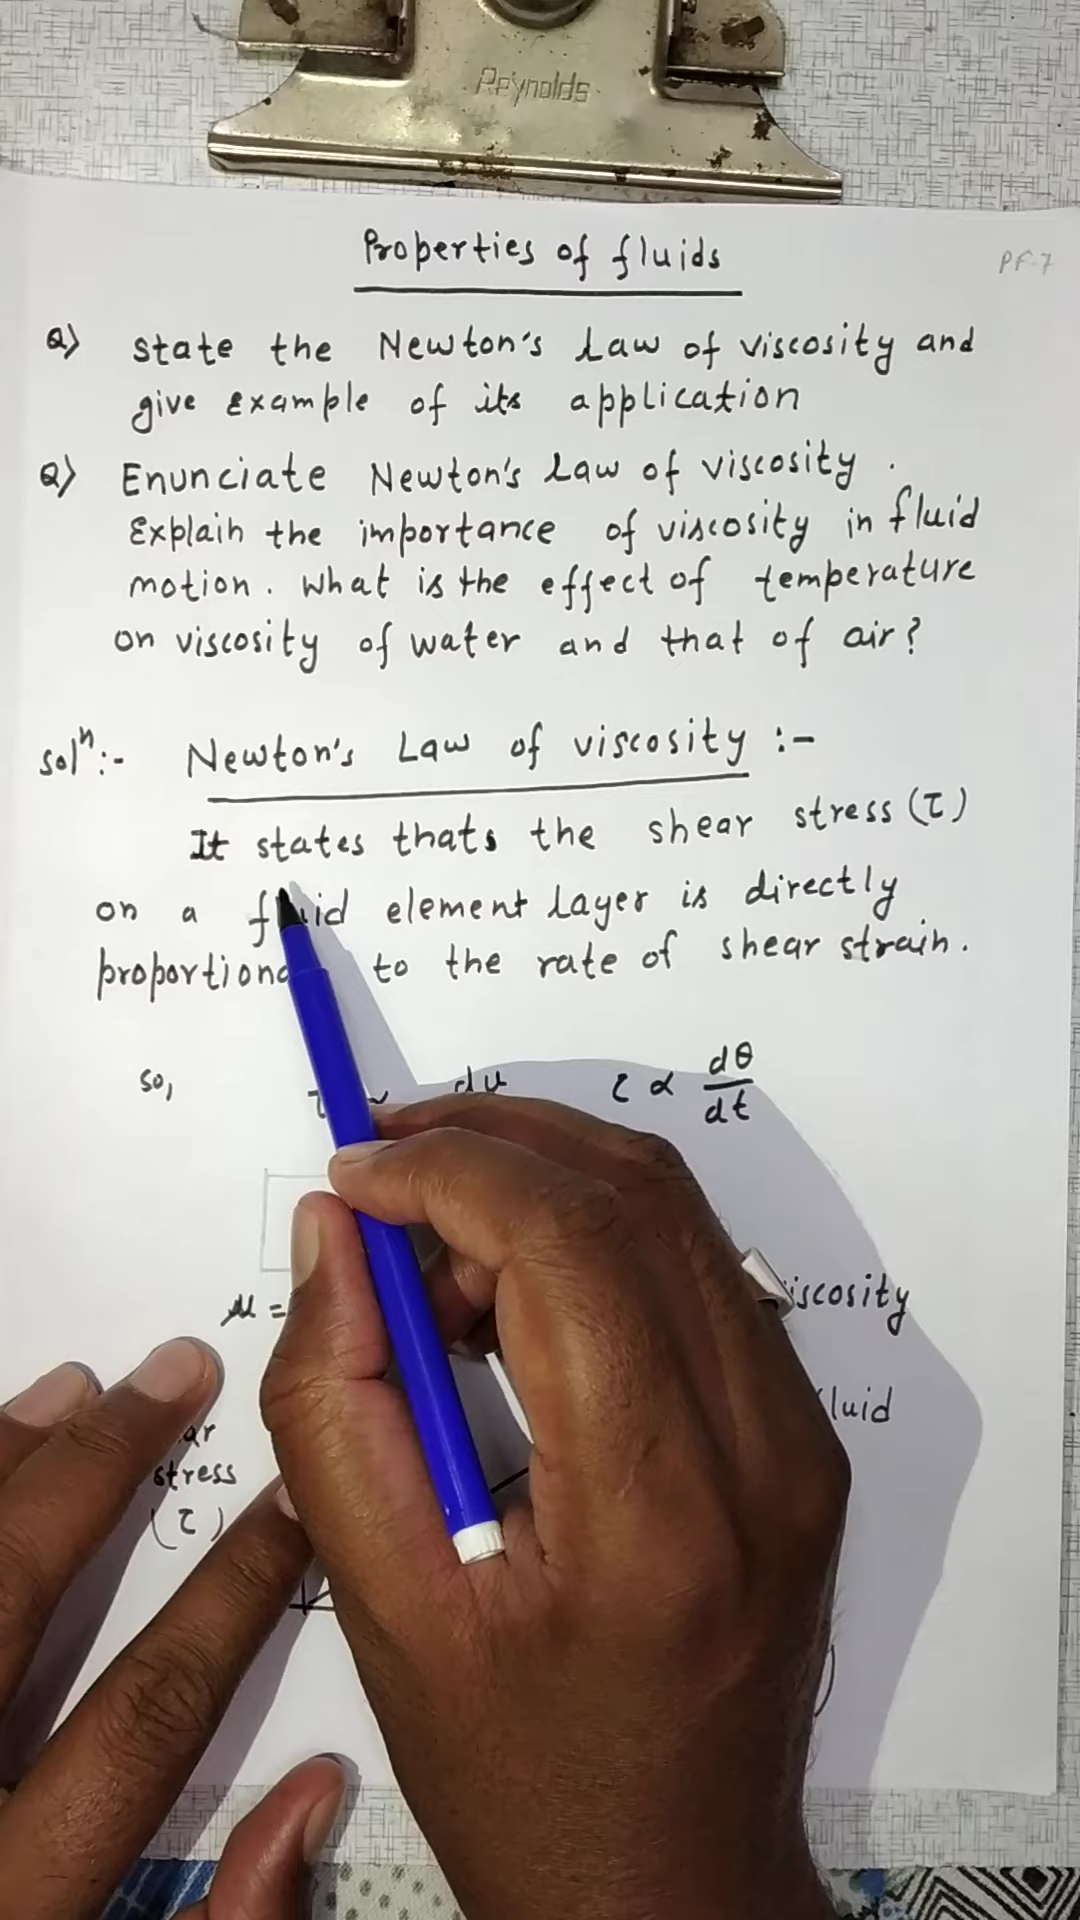 Reynolds
Properties of fluids
PF-7
Q) State the Newton's Law of viscosity and
give example of its application
Q) Enunciate Newton's Law of viscosity.
Explain the importance of viscosity in fluid
motion. What is the effect of temperature
on viscosity of water and that of air?
Solⁿ:- Newton's Law of viscosity :-
It states thats the shear stress (τ)
on a fluid element layer is directly
to the rate of shear strain.
so, du τ ∝ dθ/dt
μ =
stress
(τ)